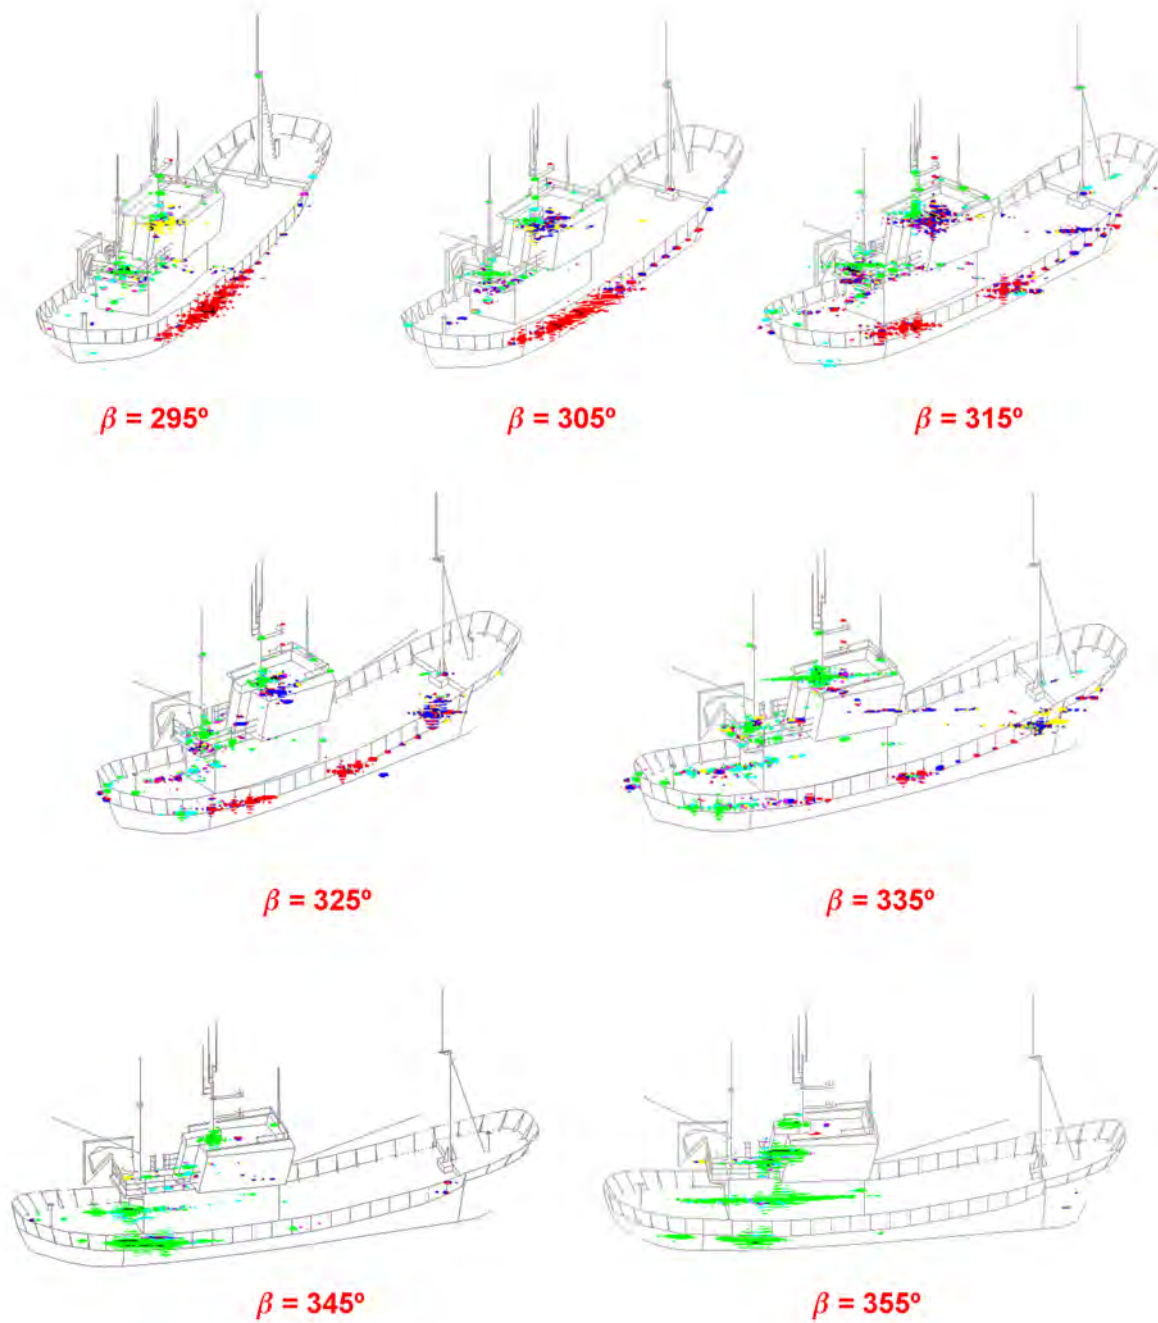 β = 295º
β = 305º
β = 315º
β = 325º
β = 335º
β = 345º
β = 355º